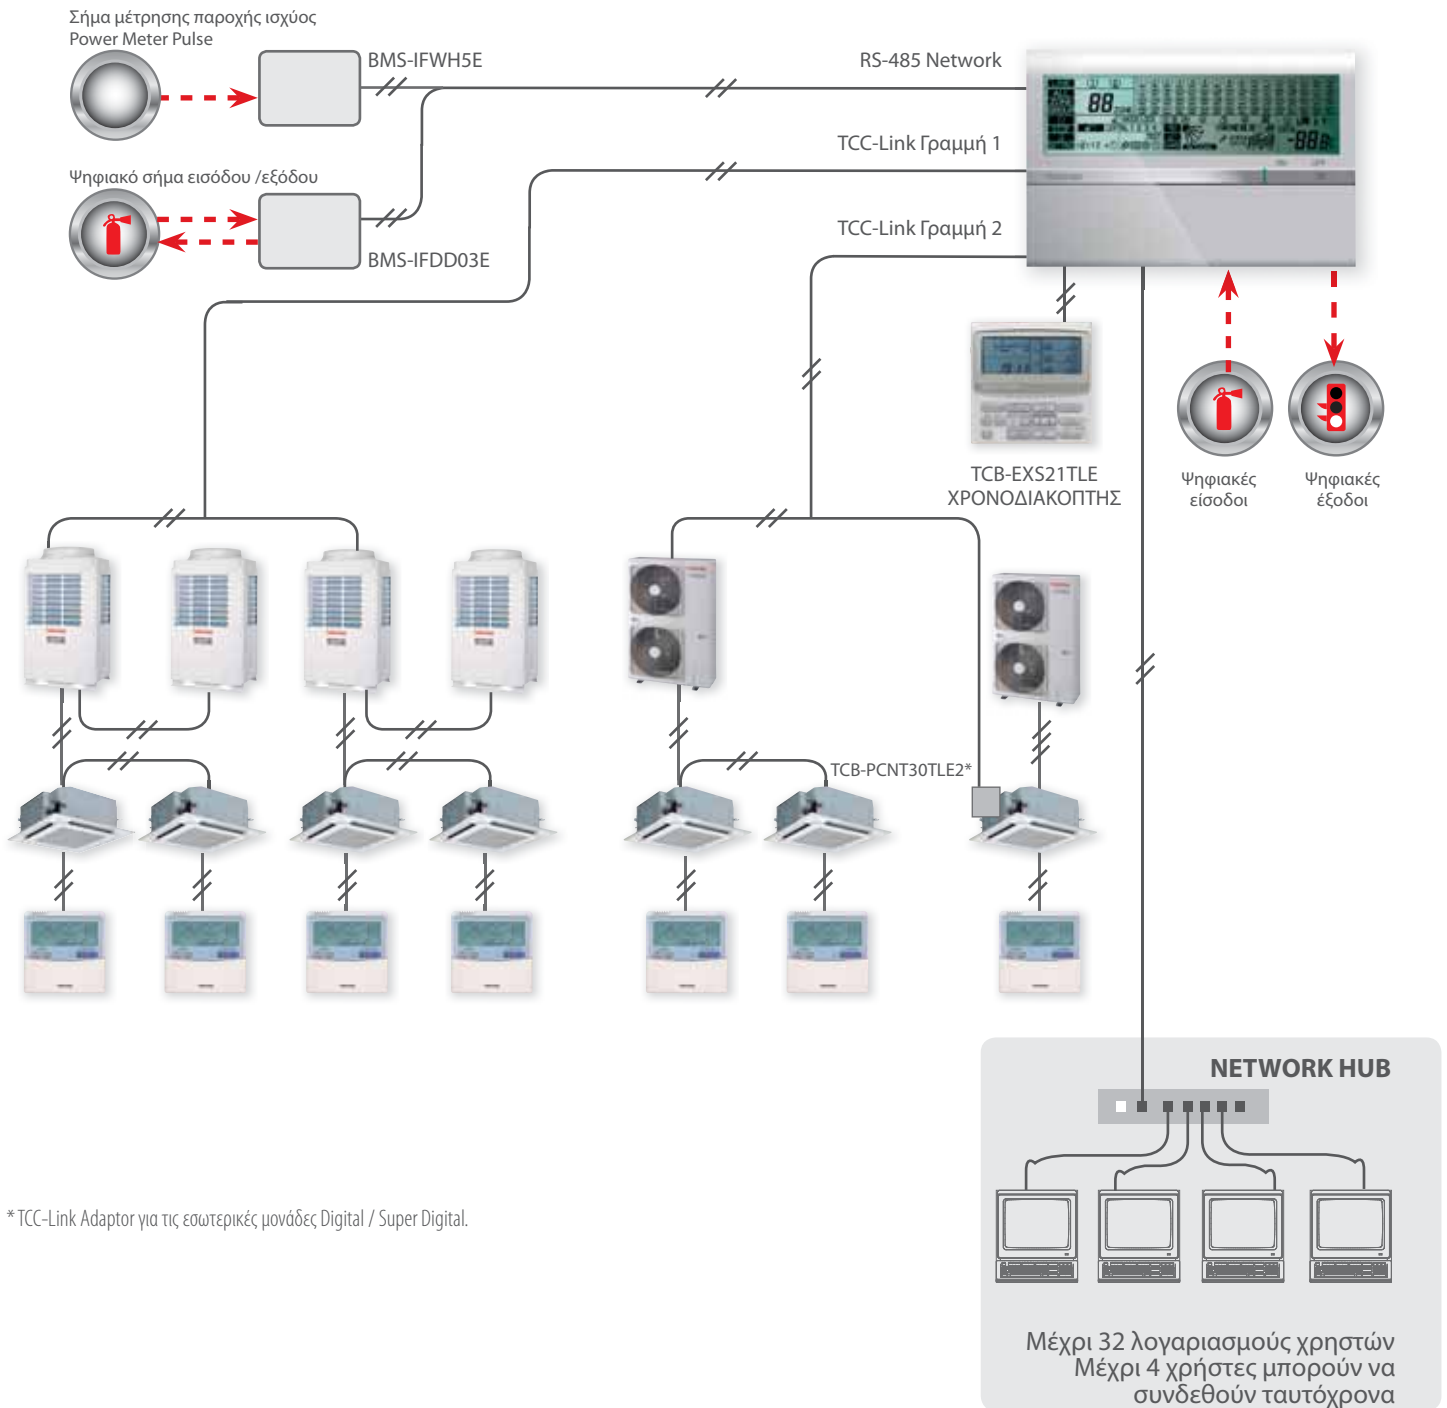 Σήμα μέτρησης παροχής ισχύος
Power Meter Pulse
BMS-IFWH5E
RS-485 Network
TCC-Link Γραμμή 1
Ψηφιακό σήμα εισόδου /εξόδου
TCC-Link Γραμμή 2
BMS-IFDD03E
TCB-EXS21TLE
ΧΡΟΝΟΔΙΑΚΟΠΤΗΣ
Ψηφιακές
είσοδοι
Ψηφιακές
έξοδοι
TCB-PCNT30TLE2*
NETWORK HUB
* TCC-Link Adaptor για τις εσωτερικές μονάδες Digital / Super Digital.
Μέχρι 32 λογαριασμούς χρηστών
Μέχρι 4 χρήστες μπορούν να
συνδεθούν ταυτόχρονα